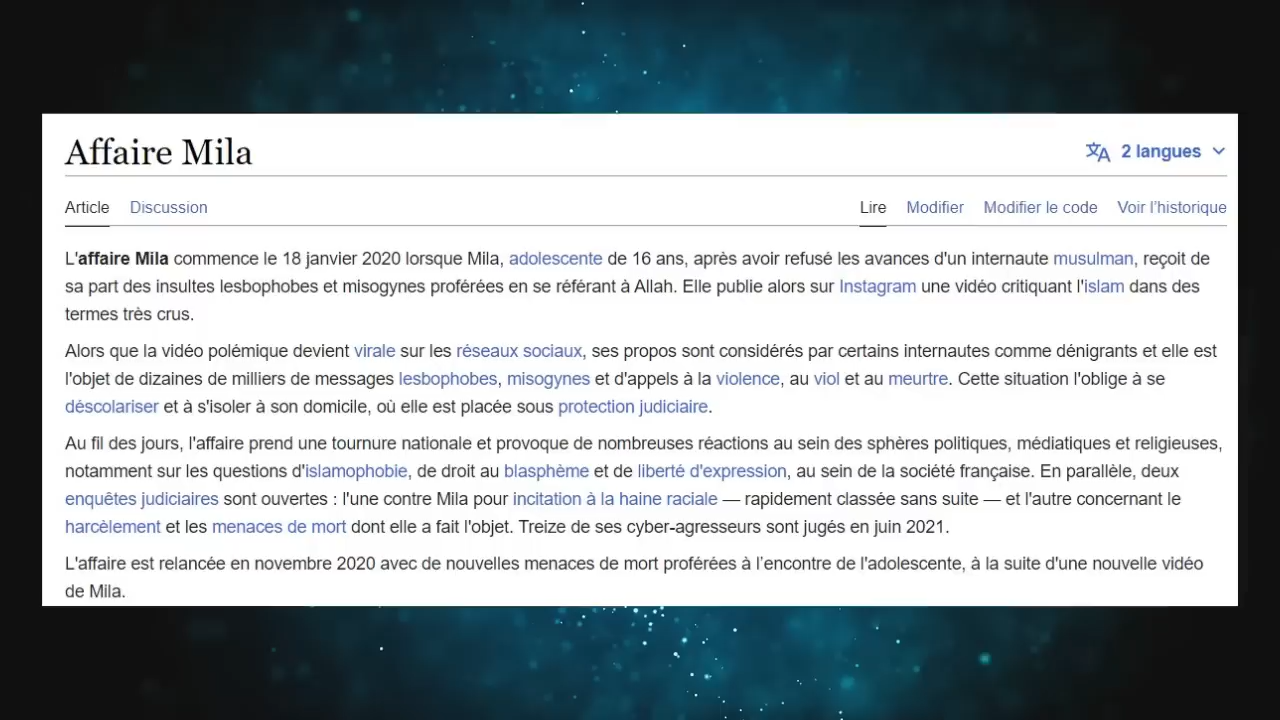 Affaire Mila
2 langues
Article Discussion Lire Modifier Modifier le code Voir l'historique
L'affaire Mila commence le 18 janvier 2020 lorsque Mila, adolescente de 16 ans, après avoir refusé les avances d'un internaute musulman, reçoit de
sa part des insultes lesbophobes et misogynes proférées en se référant à Allah. Elle publie alors sur Instagram une vidéo critiquant l'islam dans des
termes très crus.
Alors que la vidéo polémique devient virale sur les réseaux sociaux, ses propos sont considérés par certains internautes comme dénigrants et elle est
l'objet de dizaines de milliers de messages lesbophobes, misogynes et d'appels à la violence, au viol et au meurtre. Cette situation l'oblige à se
déscolariser et à s'isoler à son domicile, où elle est placée sous protection judiciaire.
Au fil des jours, l'affaire prend une tournure nationale et provoque de nombreuses réactions au sein des sphères politiques, médiatiques et religieuses,
notamment sur les questions d'islamophobie, de droit au blasphème et de liberté d'expression, au sein de la société française. En parallèle, deux
enquêtes judiciaires sont ouvertes : l'une contre Mila pour incitation à la haine raciale — rapidement classée sans suite — et l'autre concernant le
harcèlement et les menaces de mort dont elle a fait l'objet. Treize de ses cyber-agresseurs sont jugés en juin 2021.
L'affaire est relancée en novembre 2020 avec de nouvelles menaces de mort proférées à l'encontre de l'adolescente, à la suite d'une nouvelle vidéo
de Mila.